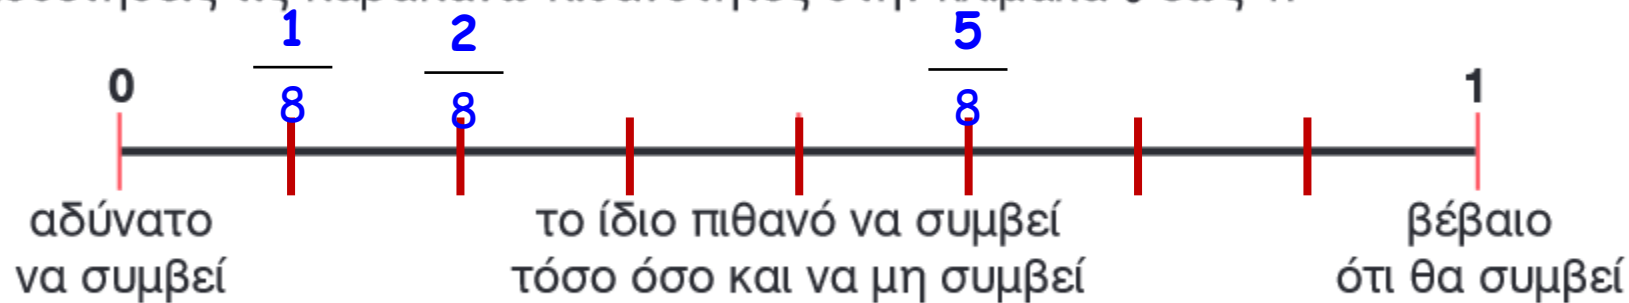 1 2 5
0 8 8 8 1
αδύνατο το ίδιο πιθανό να συμβεί βέβαιο
να συμβεί τόσο όσο και να μη συμβεί ότι θα συμβεί